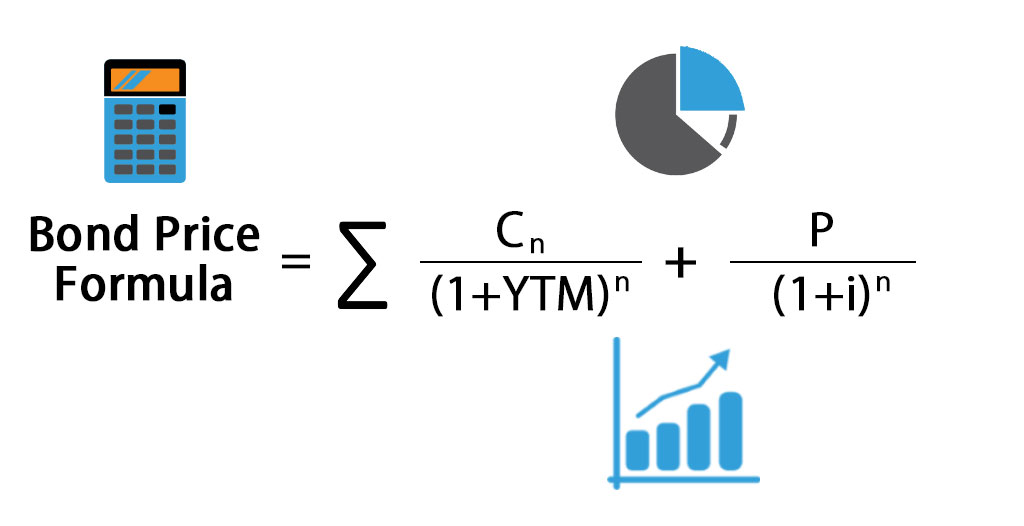 Bond Price
Formula
= ∑ Cₙ / (1+YTM)ⁿ + P / (1+i)ⁿ